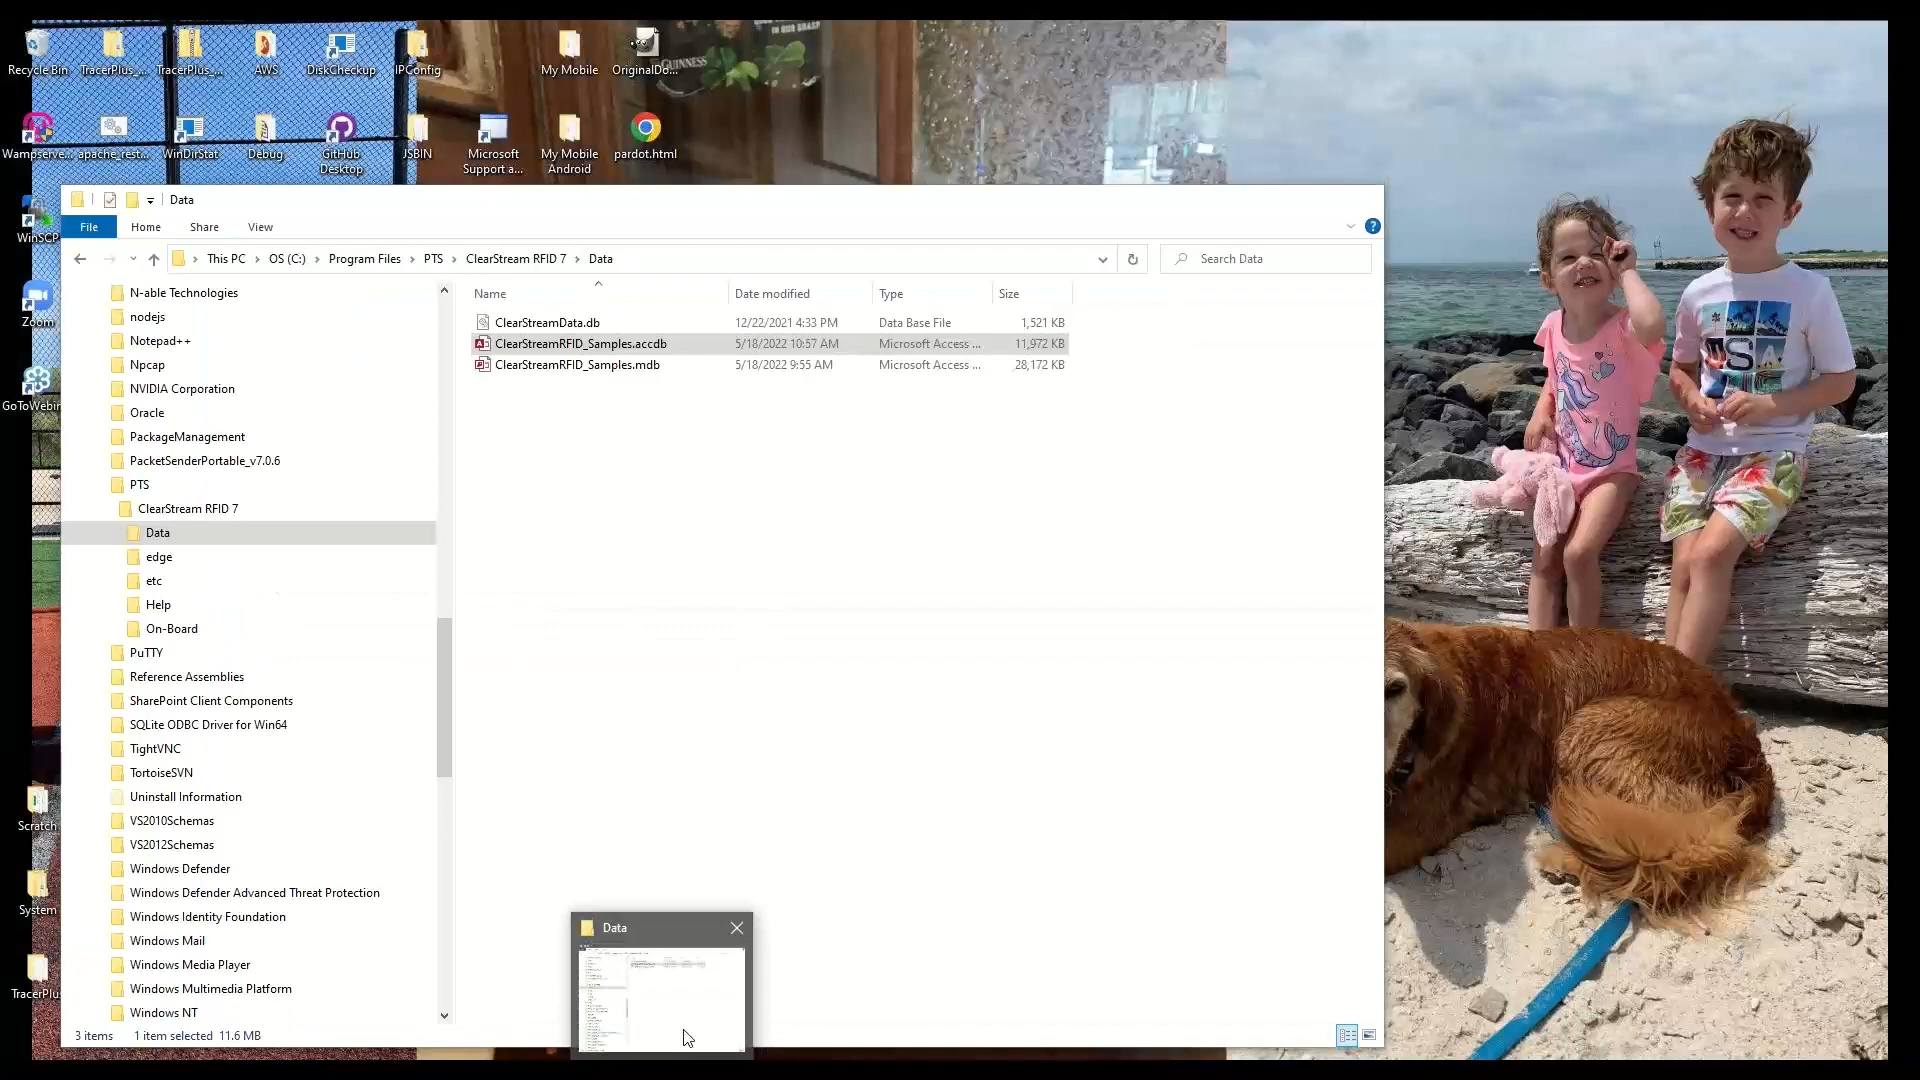 Recycle Bin
TracerPlus_...
TracerPlus_...
AWS
DiskCheckup
IPConfig
My Mobile
OriginalDo...
GUINNESS
Wampserve...
apache_rest...
WinDirStat
Debug
GitHub
Desktop
JSBIN
Microsoft
Support a...
My Mobile
Android
pardot.html
WinSCP
Zoom
GoToWebin
Scratch
System
TracerPlus
Data
File
Home
Share
View
This PC
OS (C:)
Program Files
PTS
ClearStream RFID 7
Data
Search Data
N-able Technologies
nodejs
Notepad++
Npcap
NVIDIA Corporation
Oracle
PackageManagement
PacketSenderPortable_v7.0.6
PTS
ClearStream RFID 7
Data
edge
etc
Help
On-Board
PuTTY
Reference Assemblies
SharePoint Client Components
SQLite ODBC Driver for Win64
TightVNC
TortoiseSVN
Uninstall Information
VS2010Schemas
VS2012Schemas
Windows Defender
Windows Defender Advanced Threat Protection
Windows Identity Foundation
Windows Mail
Windows Media Player
Windows Multimedia Platform
Windows NT
Name Date modified Type Size
ClearStreamData.db 12/22/2021 4:33 PM Data Base File 1,521 KB
ClearStreamRFID_Samples.accdb 5/18/2022 10:57 AM Microsoft Access ... 11,972 KB
ClearStreamRFID_Samples.mdb 5/18/2022 9:55 AM Microsoft Access ... 28,172 KB
Data
3 items 1 item selected 11.6 MB